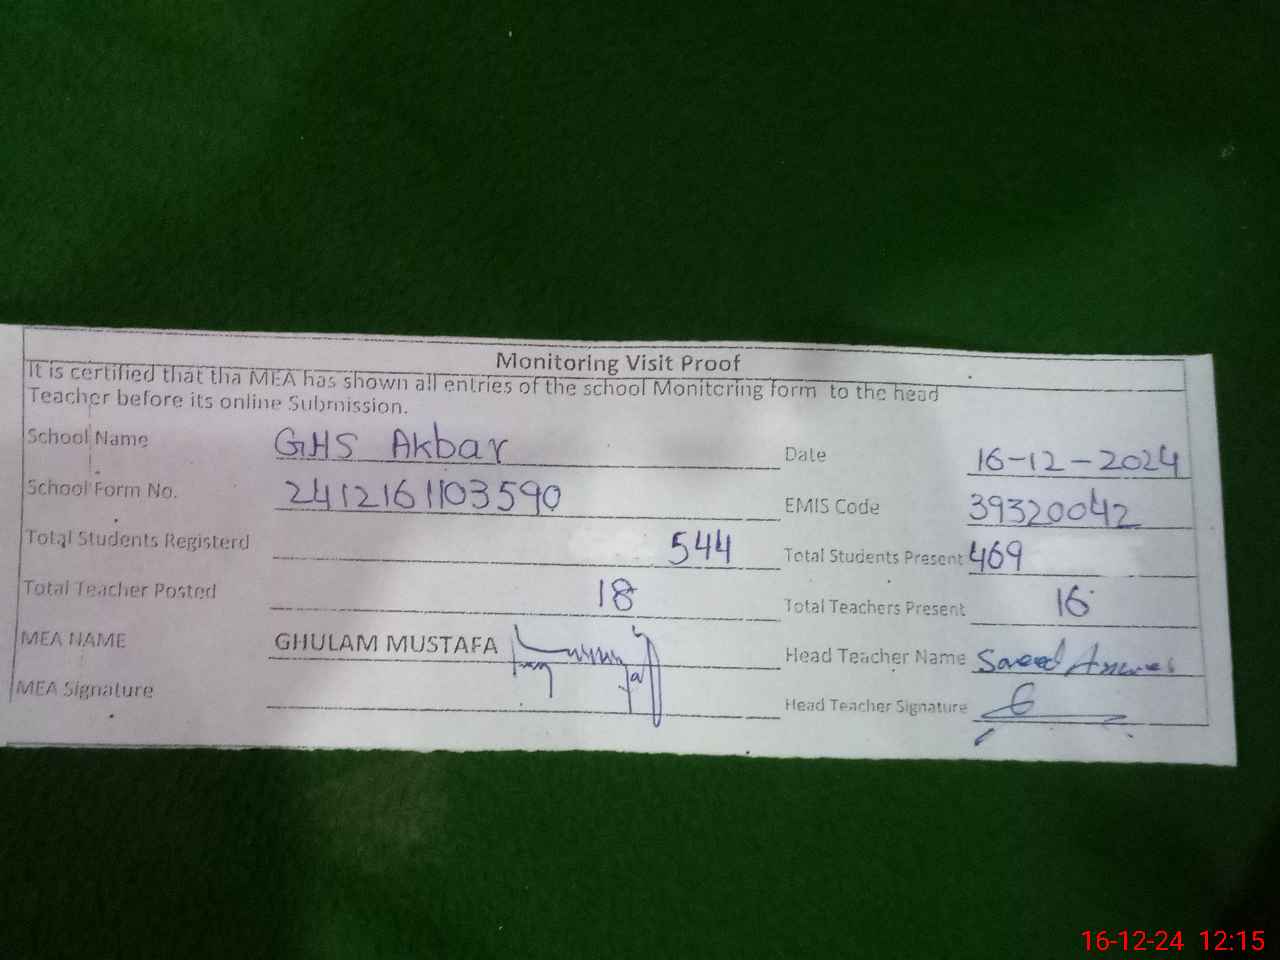 Monitoring Visit Proof
It is certified that tha MEA has shown all entries of the school Monitoring form to the head
Teacher before its online Submission.
School Name GHS Akbar Date 16-12-2024
School Form No. 2412161103590 EMIS Code 39320042
Total Students Registerd 544 Total Students Present 469
Total Teacher Posted 18 Total Teachers Present 16
MEA NAME GHULAM MUSTAFA Head Teacher Name Saeed Anwar
MEA Signature Head Teacher Signature
16-12-24 12:15